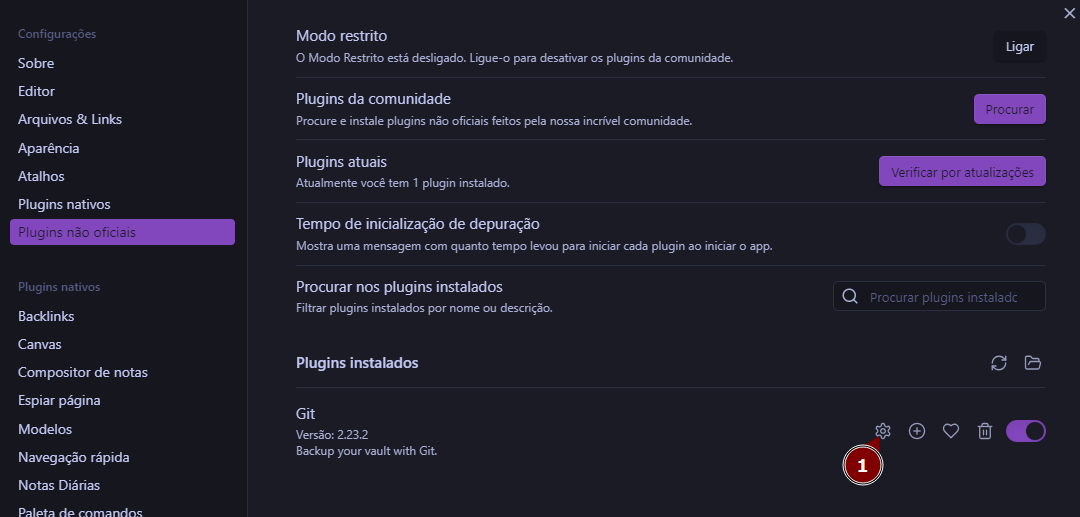 Configurações
Sobre
Editor
Arquivos & Links
Aparência
Atalhos
Plugins nativos
Plugins não oficiais
Plugins nativos
Backlinks
Canvas
Compositor de notas
Espiar página
Modelos
Navegação rápida
Notas Diárias
Paleta de comandos
Modo restrito
O Modo Restrito está desligado. Ligue-o para desativar os plugins da comunidade.
Ligar
Plugins da comunidade
Procure e instale plugins não oficiais feitos pela nossa incrível comunidade.
Procurar
Plugins atuais
Atualmente você tem 1 plugin instalado.
Verificar por atualizações
Tempo de inicialização de depuração
Mostra uma mensagem com quanto tempo levou para iniciar cada plugin ao iniciar o app.
Procurar nos plugins instalados
Filtrar plugins instalados por nome ou descrição.
Procurar plugins instaladc
Plugins instalados
Git
Versão: 2.23.2
Backup your vault with Git.
1